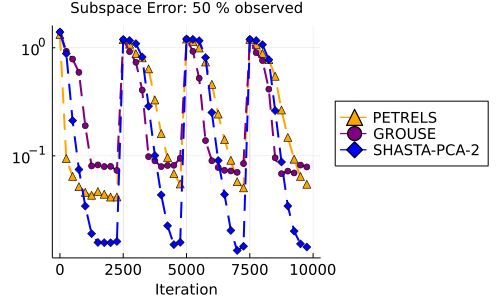 Subspace Error: 50 % observed
10⁰
10⁻¹
0 2500 5000 7500 10000
Iteration
PETRELS
GROUSE
SHASTA-PCA-2